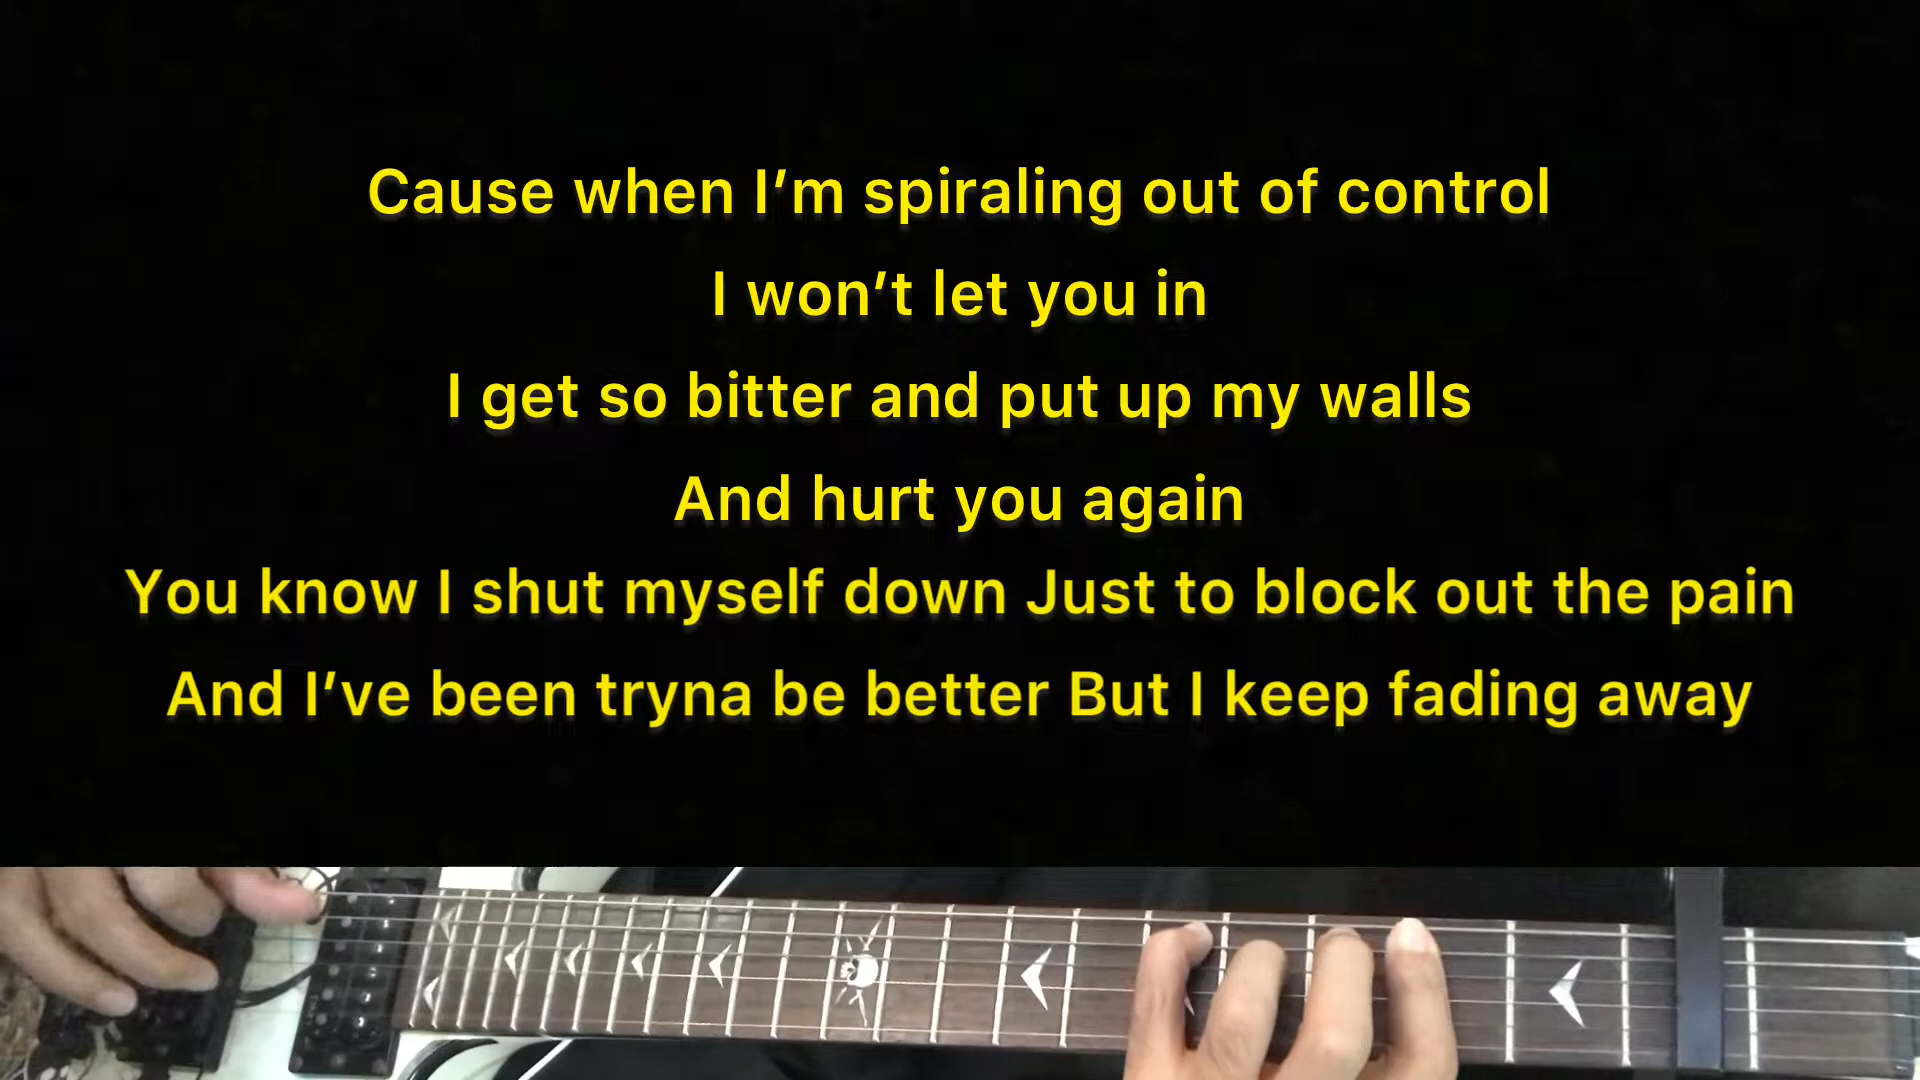 Cause when I’m spiraling out of control
I won’t let you in
I get so bitter and put up my walls
And hurt you again
You know I shut myself down Just to block out the pain
And I’ve been tryna be better But I keep fading away